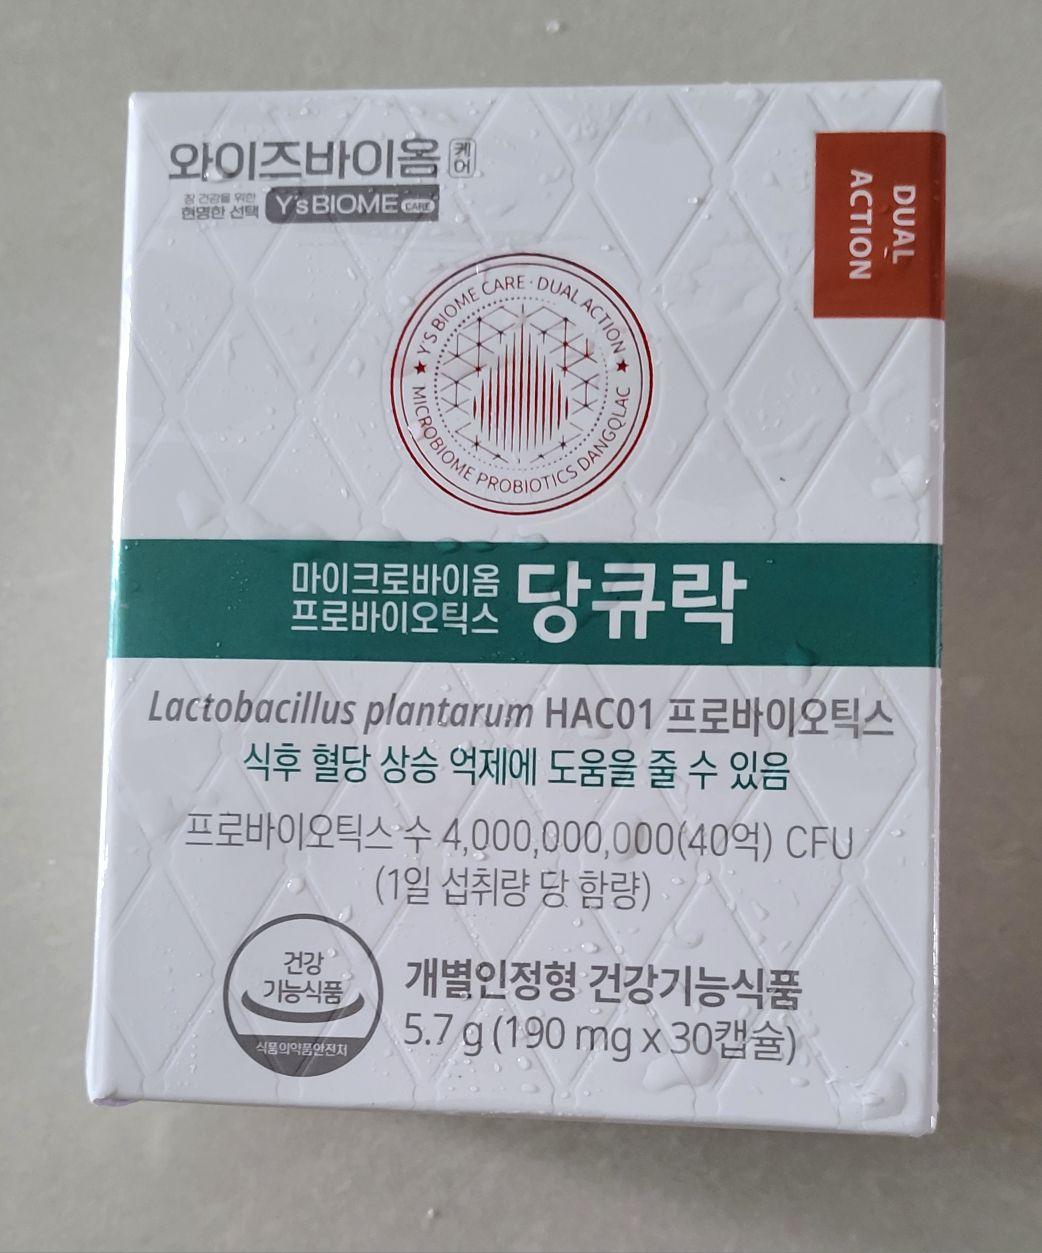 와이즈바이옴 케어
장 건강을 위한
현명한 선택
Y's BIOME CARE
DUAL
ACTION
Y'S BIOME CARE · DUAL ACTION
MICROBIOME PROBIOTICS DANGQLAC
마이크로바이옴
프로바이오틱스
당큐락
Lactobacillus plantarum HAC01 프로바이오틱스
식후 혈당 상승 억제에 도움을 줄 수 있음
프로바이오틱스 수 4,000,000,000(40억) CFU
(1일 섭취량 당 함량)
건강
기능식품
식품의약품안전처
개별인정형 건강기능식품
5.7 g (190 mg x 30캡슐)